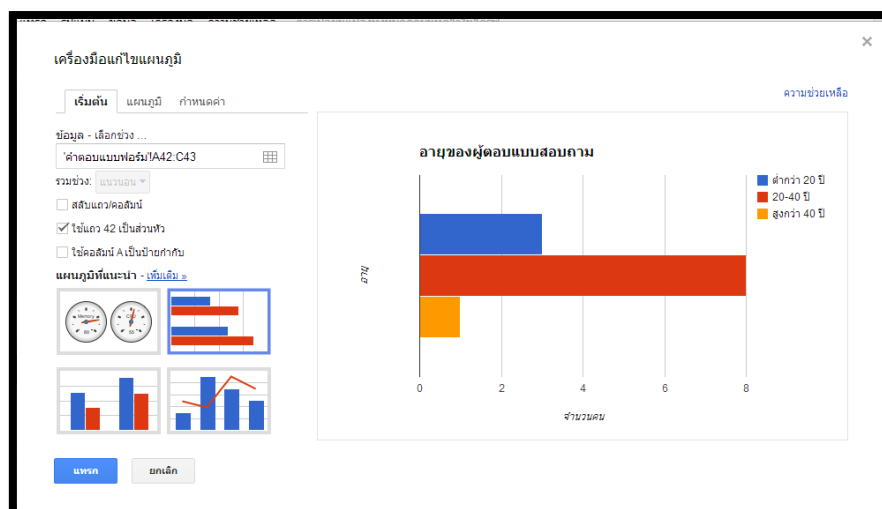 เครื่องมือแก้ไขแผนภูมิ
×
ความช่วยเหลือ
เริ่มต้น แผนภูมิ กำหนดค่า
ข้อมูล - เลือกช่วง ...
'คำตอบแบบฟอร์ม'!A42:C43
รวมช่วง: แนวนอน
สลับแถว/คอลัมน์
ใช้แถว 42 เป็นส่วนหัว
ใช้คอลัมน์ A เป็นป้ายกำกับ
แผนภูมิที่แนะนำ - เพิ่มเติม »
Memory
CPU
แทรก ยกเลิก
อายุของผู้ตอบแบบสอบถาม
ต่ำกว่า 20 ปี
20-40 ปี
สูงกว่า 40 ปี
อายุ
0 2 4 6 8
จำนวนคน